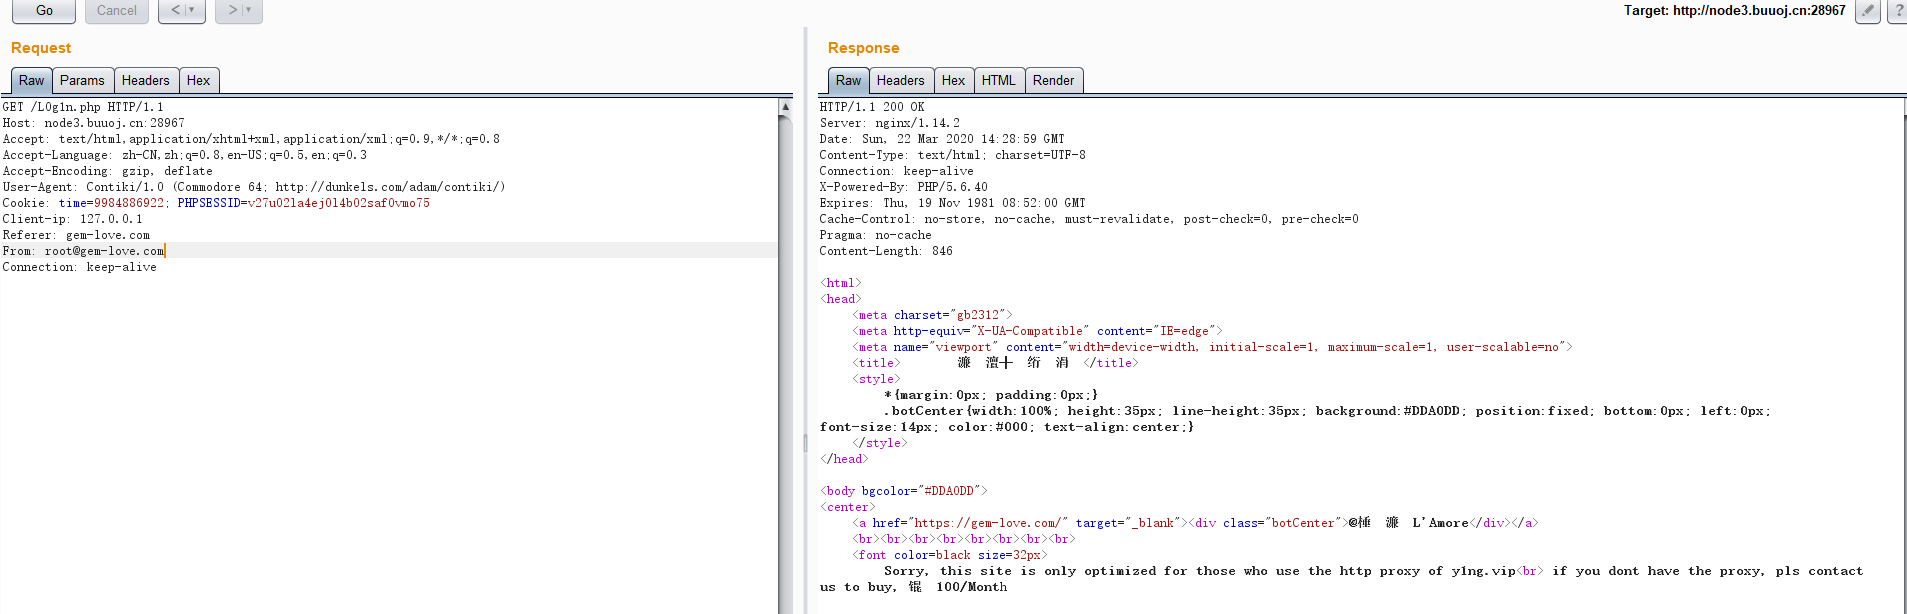 Go Cancel < > Target: http://node3.buuoj.cn:28967 ?
Request
Raw Params Headers Hex
GET /L0g1n.php HTTP/1.1
Host: node3.buuoj.cn:28967
Accept: text/html,application/xhtml+xml,application/xml;q=0.9,*/*;q=0.8
Accept-Language: zh-CN,zh;q=0.8,en-US;q=0.5,en;q=0.3
Accept-Encoding: gzip, deflate
User-Agent: Contiki/1.0 (Commodore 64; http://dunkels.com/adam/contiki/)
Cookie: time=9984886922; PHPSESSID=v27u02la4ej0l4b02saf0vmo75
Client-ip: 127.0.0.1
Referer: gem-love.com
From: root@gem-love.com
Connection: keep-alive
Response
Raw Headers Hex HTML Render
HTTP/1.1 200 OK
Server: nginx/1.14.2
Date: Sun, 22 Mar 2020 14:28:59 GMT
Content-Type: text/html; charset=UTF-8
Connection: keep-alive
X-Powered-By: PHP/5.6.40
Expires: Thu, 19 Nov 1981 08:52:00 GMT
Cache-Control: no-store, no-cache, must-revalidate, post-check=0, pre-check=0
Pragma: no-cache
Content-Length: 846
<html>
<head>
<meta charset="gb2312">
<meta http-equiv="X-UA-Compatible" content="IE=edge">
<meta name="viewport" content="width=device-width, initial-scale=1, maximum-scale=1, user-scalable=no">
<title> 濂 澶十 绗 涓 </title>
<style>
*{margin:0px; padding:0px;}
.botCenter{width:100%; height:35px; line-height:35px; background:#DDA0DD; position:fixed; bottom:0px; left:0px;
font-size:14px; color:#000; text-align:center;}
</style>
</head>
<body bgcolor="#DDA0DD">
<center>
<a href="https://gem-love.com/" target="_blank"><div class="botCenter">@ 濂 L'Amore</div></a>
<br><br><br><br><br><br><br><br>
<font color=black size=32px>
Sorry, this site is only optimized for those who use the http proxy of y1ng.vip<br> if you dont have the proxy, pls contact
us to buy, 锟 100/Month